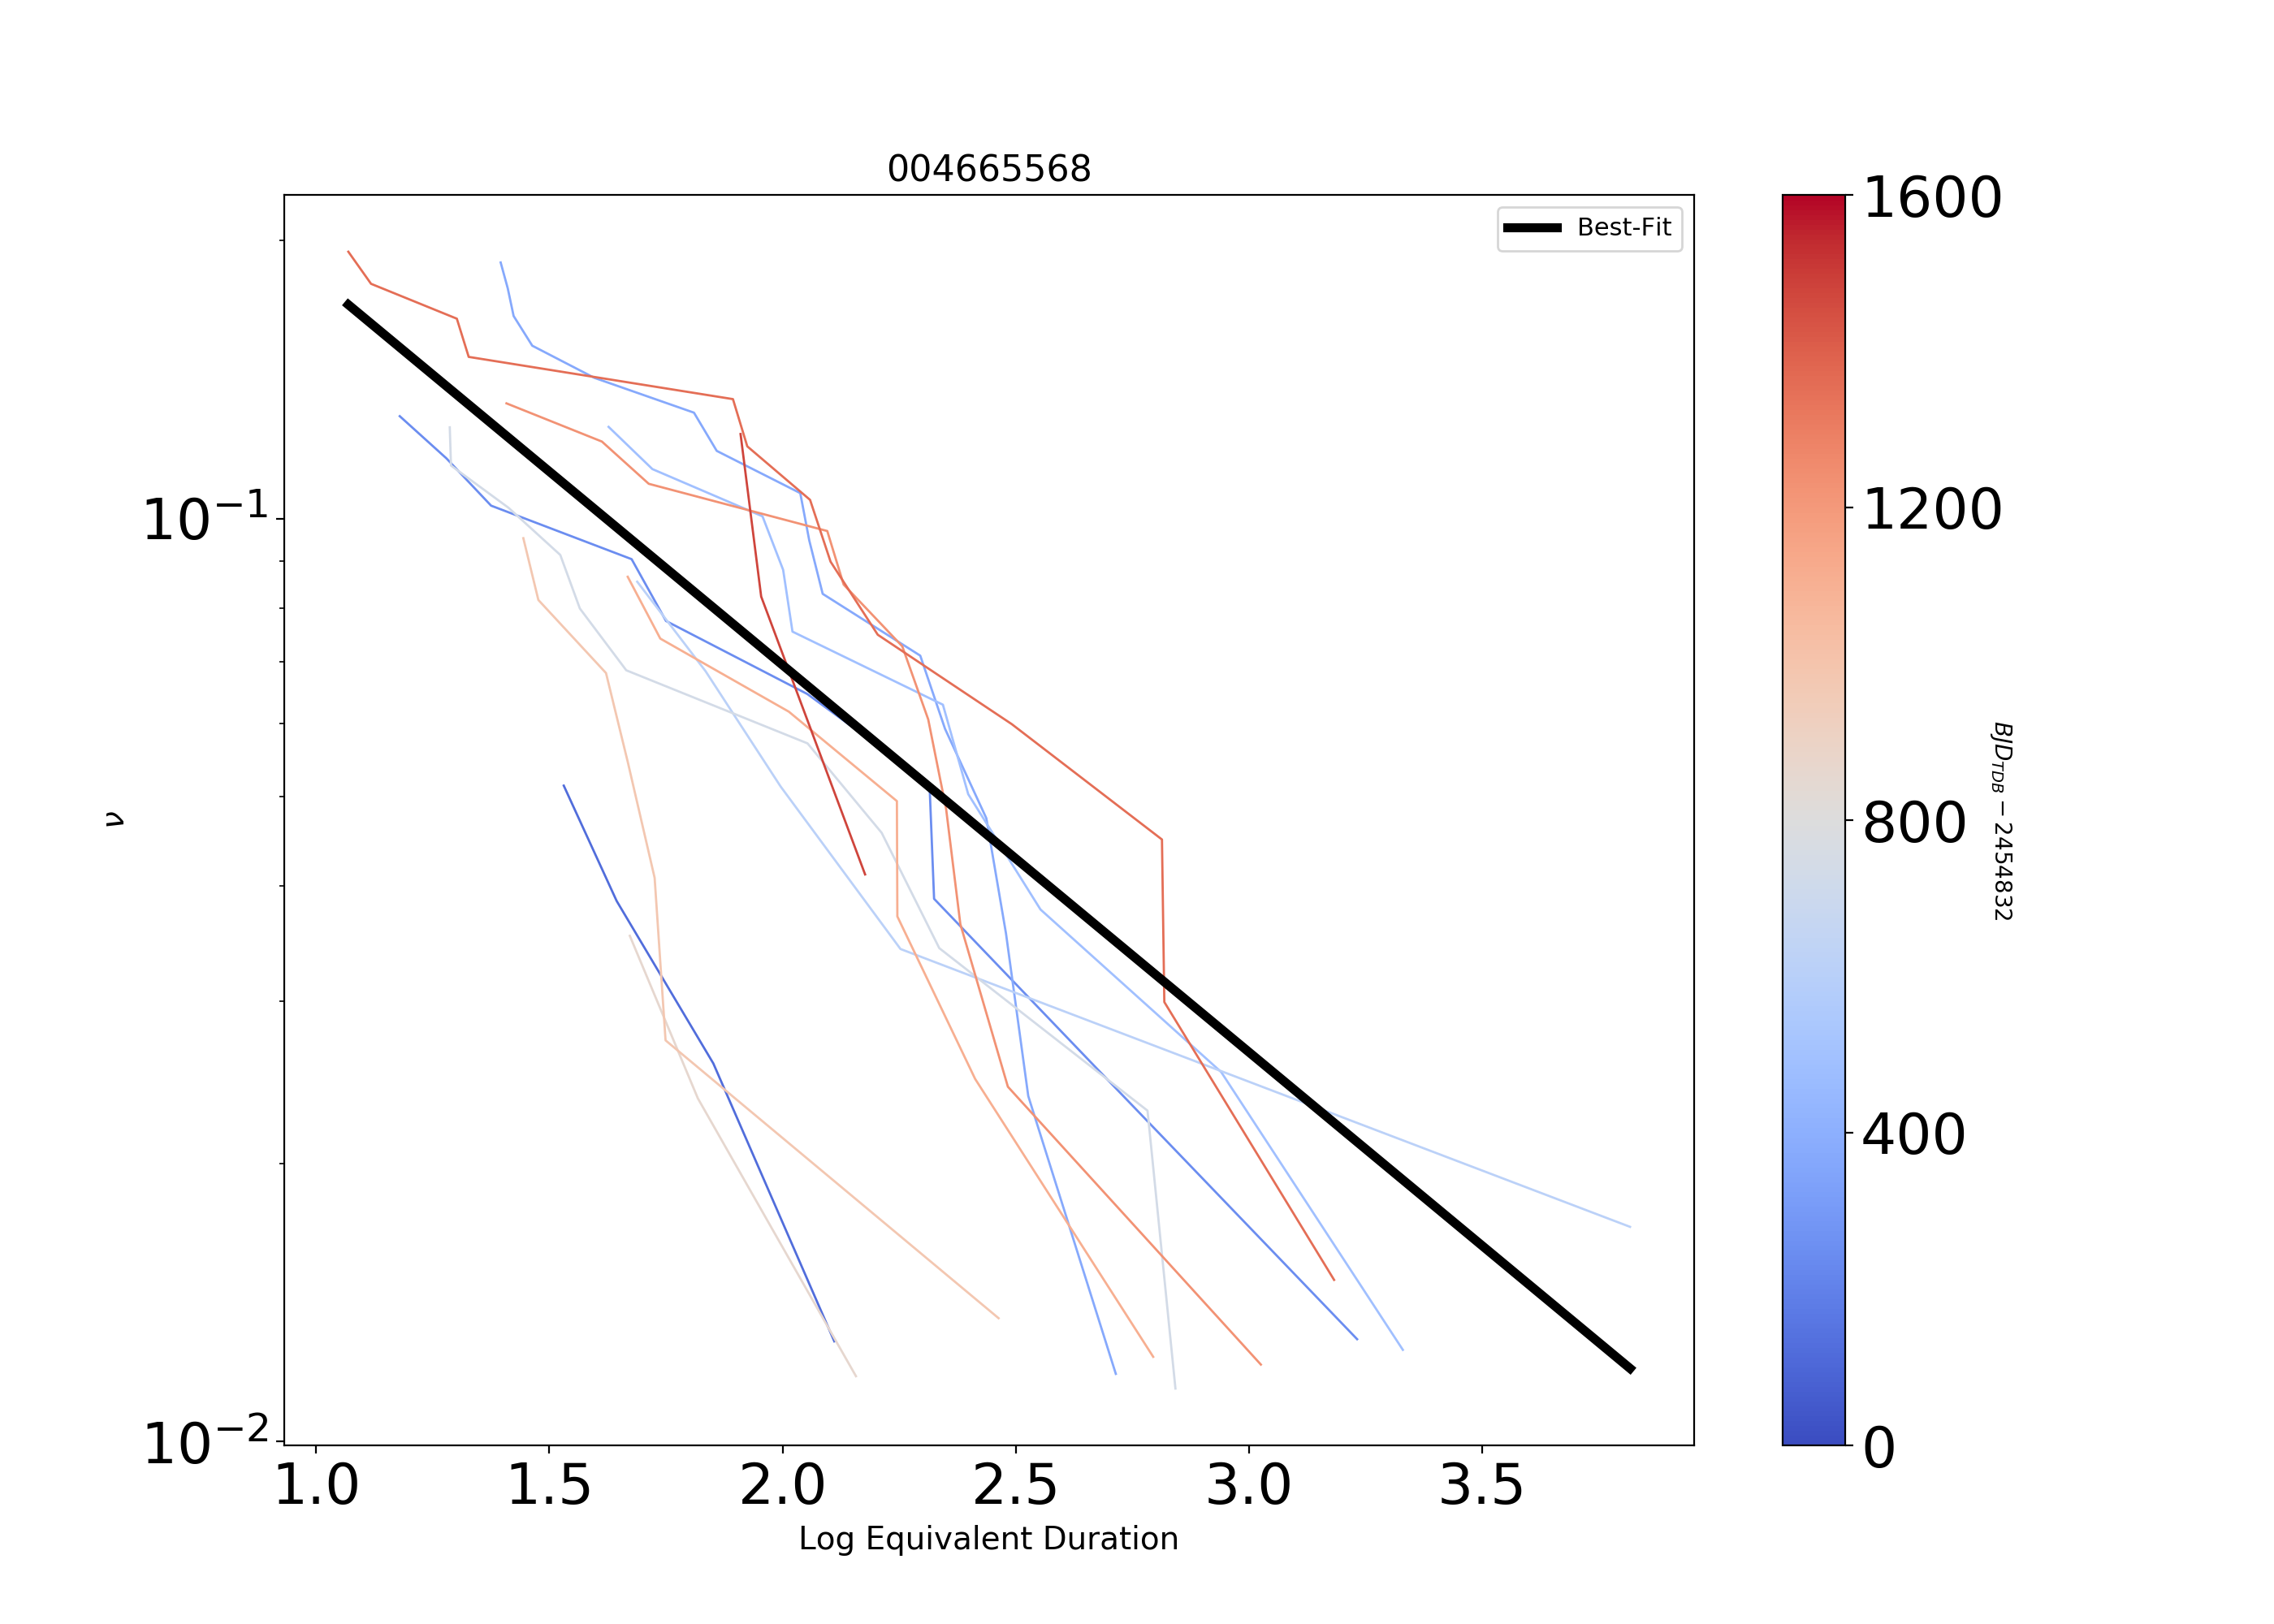 004665568
Best-Fit
10⁻¹
10⁻²
ν
1.0 1.5 2.0 2.5 3.0 3.5
Log Equivalent Duration
1600
1200
800
400
0
BJD_TDB − 2454832